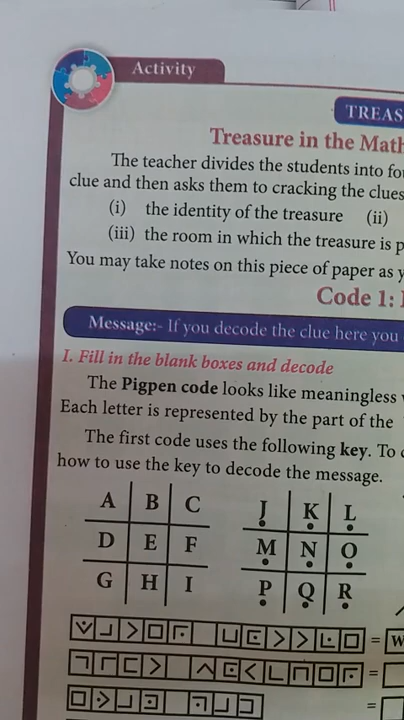 Activity
TREAS
Treasure in the Math
The teacher divides the students into fo
clue and then asks them to cracking the clues
(i) the identity of the treasure (ii)
(iii) the room in which the treasure is p
You may take notes on this piece of paper as y
Code 1:
Message:- If you decode the clue here you
I. Fill in the blank boxes and decode
The Pigpen code looks like meaningless
Each letter is represented by the part of the
The first code uses the following key. To
how to use the key to decode the message.
A B C J K L
D E F M N O
G H I P Q R
= W
=
=